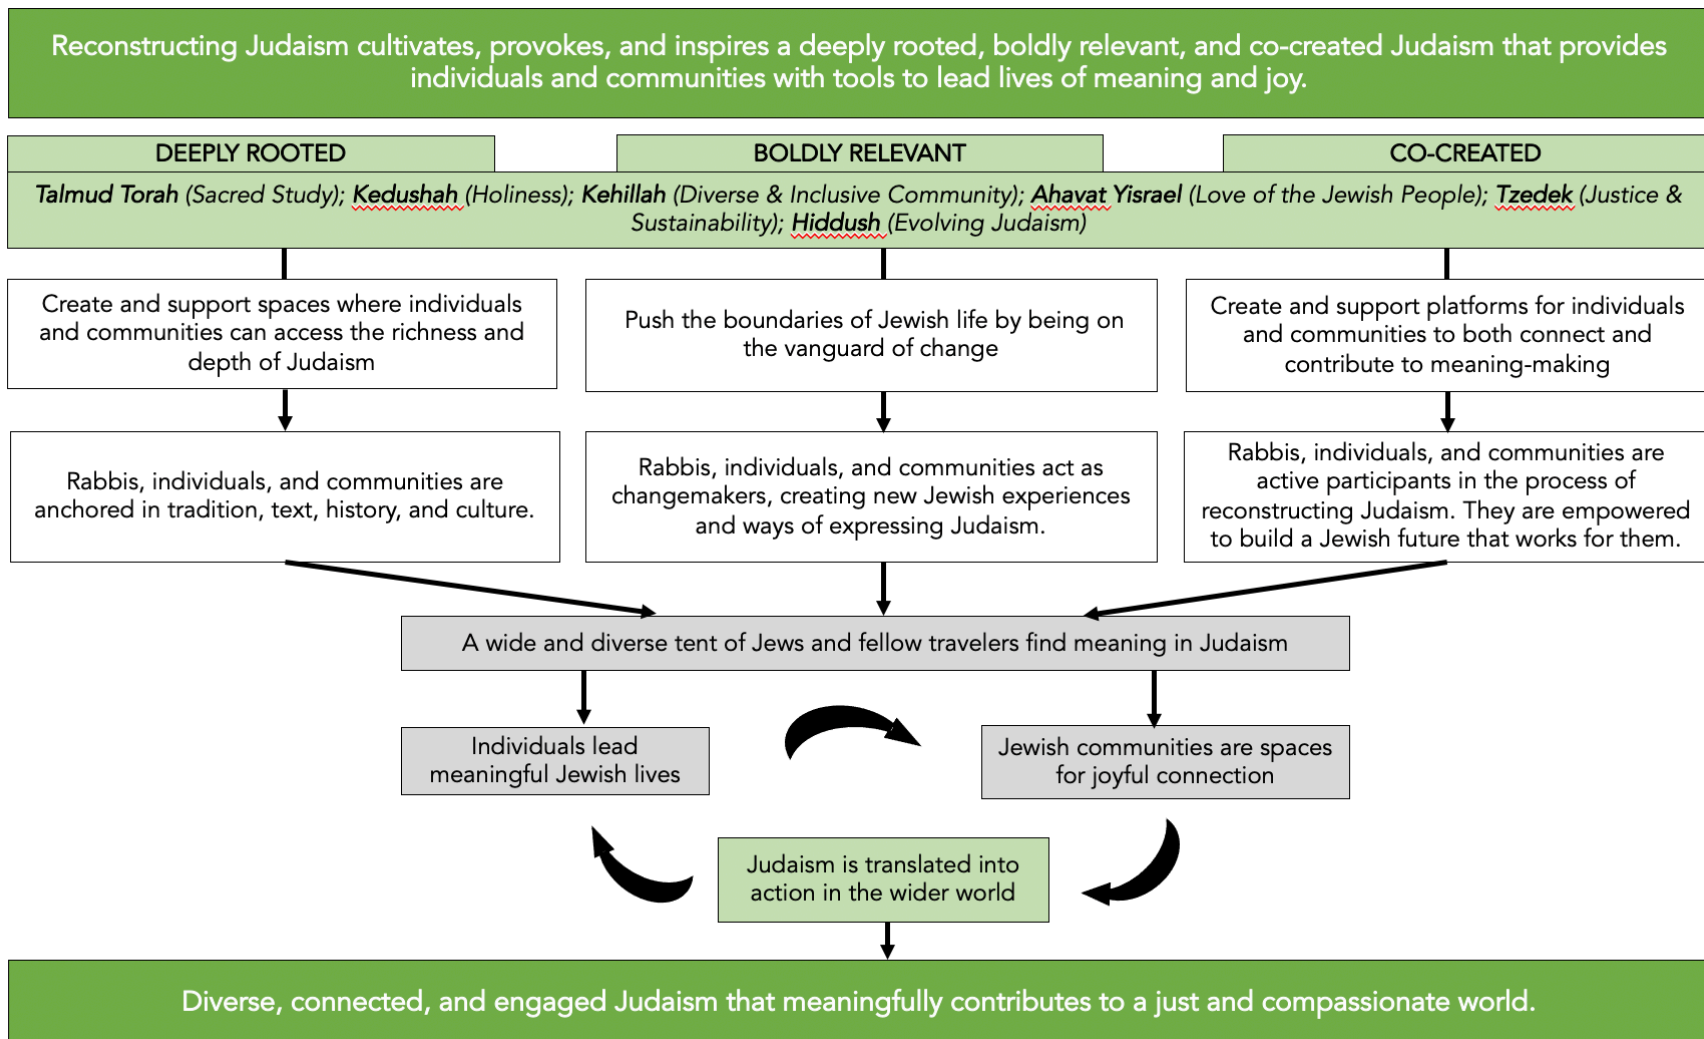 Reconstructing Judaism cultivates, provokes, and inspires a deeply rooted, boldly relevant, and co-created Judaism that provides
individuals and communities with tools to lead lives of meaning and joy.
DEEPLY ROOTED
BOLDLY RELEVANT
CO-CREATED
Talmud Torah (Sacred Study); Kedushah (Holiness); Kehillah (Diverse & Inclusive Community); Ahavat Yisrael (Love of the Jewish People); Tzedek (Justice &
Sustainability); Hiddush (Evolving Judaism)
Create and support spaces where individuals
and communities can access the richness and
depth of Judaism
Push the boundaries of Jewish life by being on
the vanguard of change
Create and support platforms for individuals
and communities to both connect and
contribute to meaning-making
Rabbis, individuals, and communities are
anchored in tradition, text, history, and culture.
Rabbis, individuals, and communities act as
changemakers, creating new Jewish experiences
and ways of expressing Judaism.
Rabbis, individuals, and communities are
active participants in the process of
reconstructing Judaism. They are empowered
to build a Jewish future that works for them.
A wide and diverse tent of Jews and fellow travelers find meaning in Judaism
Individuals lead
meaningful Jewish lives
Jewish communities are spaces
for joyful connection
Judaism is translated into
action in the wider world
Diverse, connected, and engaged Judaism that meaningfully contributes to a just and compassionate world.